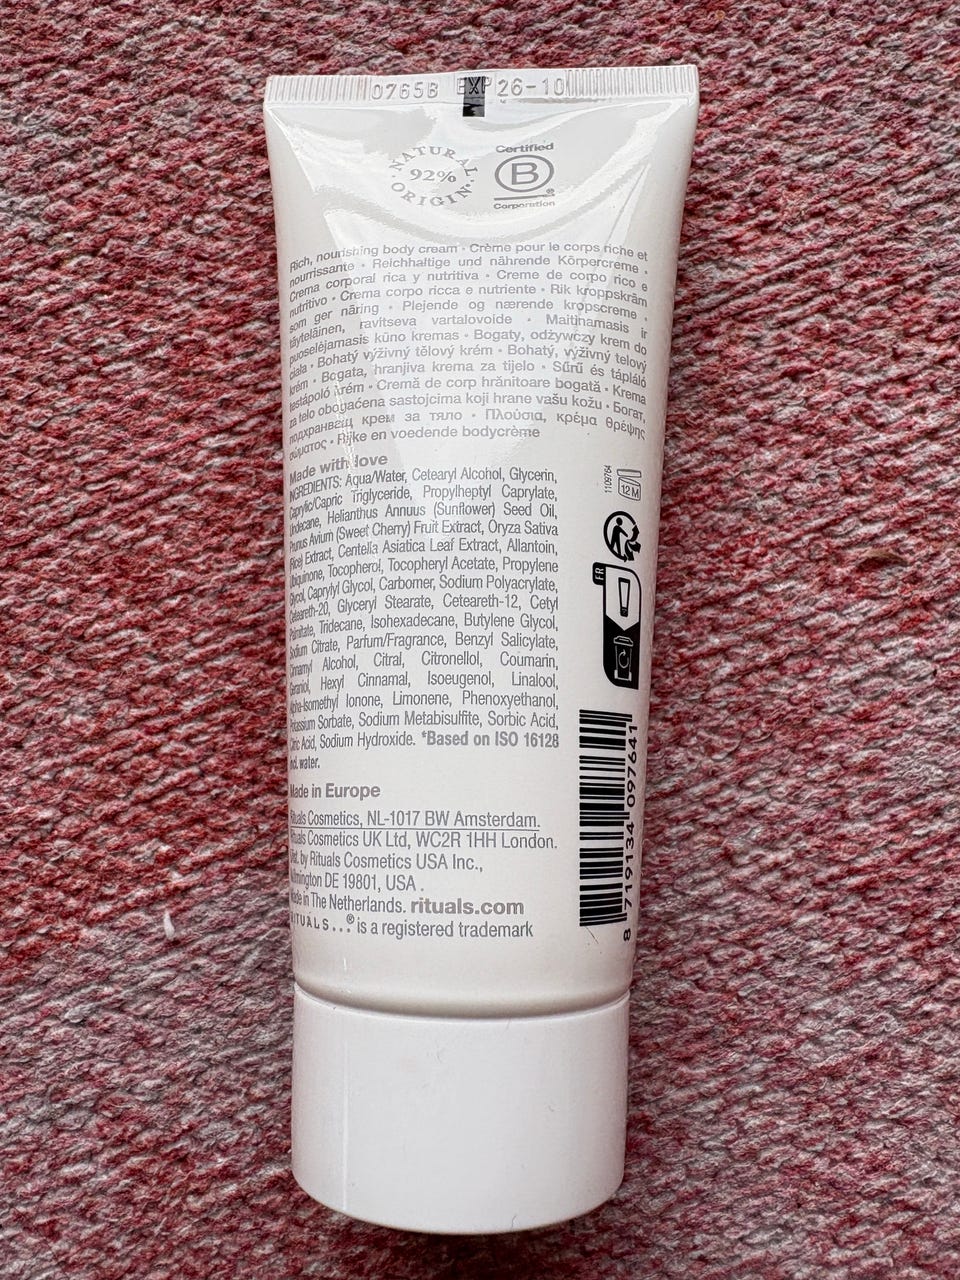 0765B EXP 26-10
NATURAL
92%
ORIGIN
Certified
B
®
Corporation
Rich, nourishing body cream • Crème pour le corps riche et
nourrissante • Reichhaltige und nährende Körpercreme •
Crema corporal rica y nutritiva • Creme de corpo rico e
nutritivo • Crema corpo ricca e nutriente • Rik kroppskräm
som ger näring • Plejende og nærende kropscreme •
täyteläinen, ravitseva vartalovoide • Maitinamasis ir
puoselėjamasis kūno kremas • Bogaty, odżywczy krem do
ciała • Bohatý výživný tělový krém • Bohatý, výživný telový
krém • Bogata, hranjiva krema za tijelo • Sűrű és tápláló
testápoló krém • Cremă de corp hrănitoare bogată • Krema
za telo obogaćena sastojcima koji hrane vašu kožu • Богат,
подхранващ крем за тяло • Πλούσια, κρέμα θρέψης
σώματος • Rijke en voedende bodycrème
Made with love
INGREDIENTS: Aqua/Water, Cetearyl Alcohol, Glycerin,
Caprylic/Capric Triglyceride, Propylheptyl Caprylate,
Undecane, Helianthus Annuus (Sunflower) Seed Oil,
Prunus Avium (Sweet Cherry) Fruit Extract, Oryza Sativa
(Rice) Extract, Centella Asiatica Leaf Extract, Allantoin,
Ubiquinone, Tocopherol, Tocopheryl Acetate, Propylene
Glycol, Caprylyl Glycol, Carbomer, Sodium Polyacrylate,
Ceteareth-20, Glyceryl Stearate, Ceteareth-12, Cetyl
Palmitate, Tridecane, Isohexadecane, Butylene Glycol,
Sodium Citrate, Parfum/Fragrance, Benzyl Salicylate,
Cinnamyl Alcohol, Citral, Citronellol, Coumarin,
Geraniol, Hexyl Cinnamal, Isoeugenol, Linalool,
Alpha-Isomethyl Ionone, Limonene, Phenoxyethanol,
Potassium Sorbate, Sodium Metabisulfite, Sorbic Acid,
Citric Acid, Sodium Hydroxide. *Based on ISO 16128
incl. water.
Made in Europe
Rituals Cosmetics, NL-1017 BW Amsterdam.
Rituals Cosmetics UK Ltd, WC2R 1HH London.
Dist. by Rituals Cosmetics USA Inc.,
Wilmington DE 19801, USA .
Made in The Netherlands. rituals.com
RITUALS...® is a registered trademark
1109764
12 M
FR
8 719134 097641